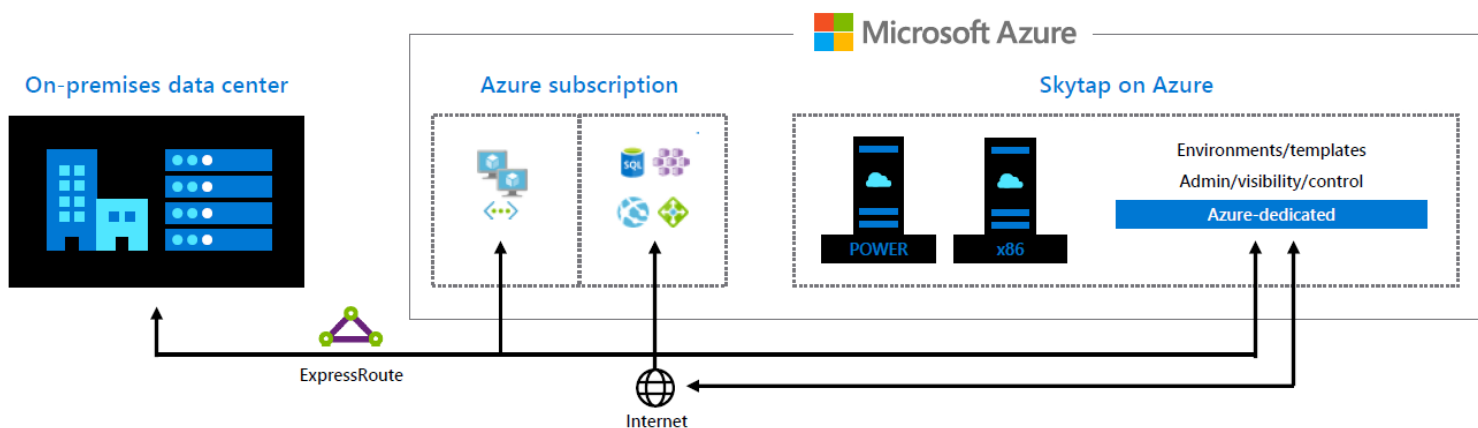 Microsoft Azure
On-premises data center
Azure subscription
Skytap on Azure
SQL
Environments/templates
Admin/visibility/control
Azure-dedicated
POWER
x86
ExpressRoute
Internet